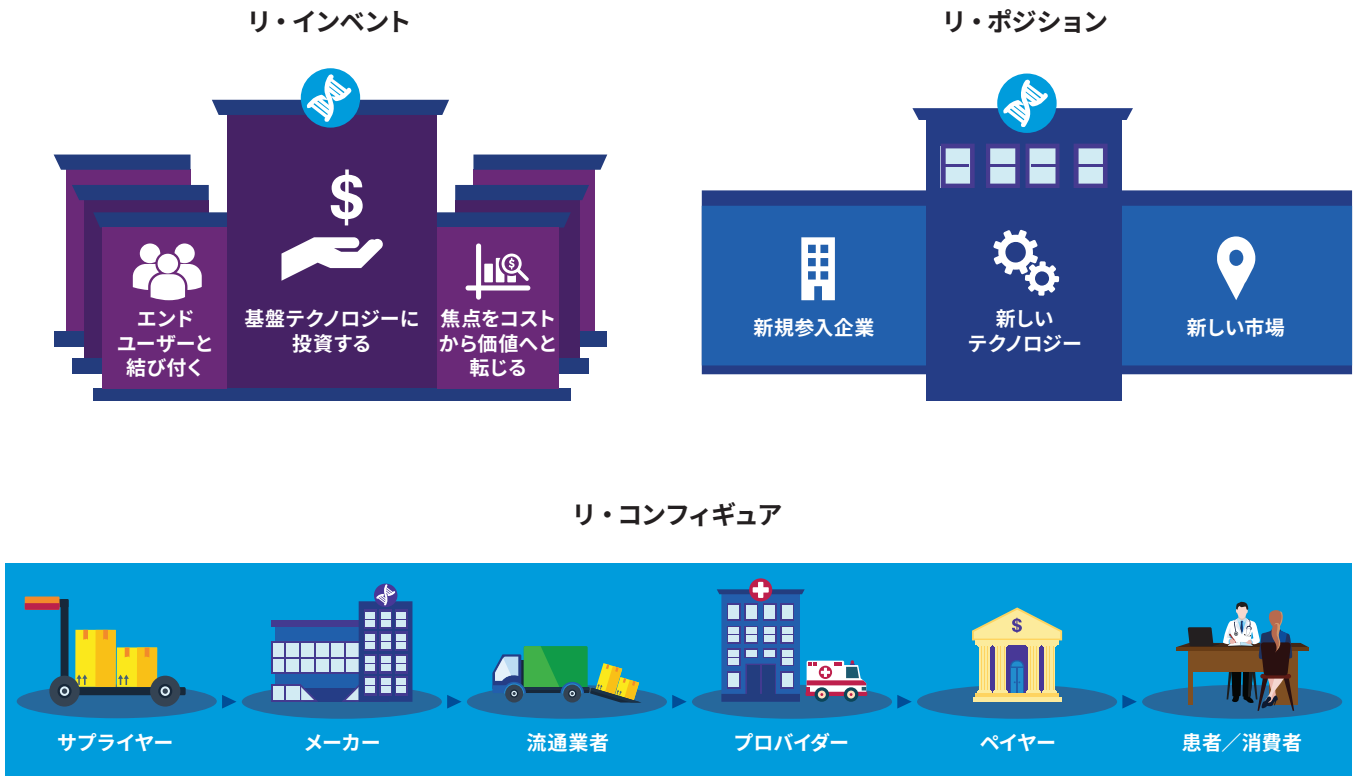 リ・インベント
$
エンド
ユーザーと
結び付く
基盤テクノロジーに
投資する
$
焦点をコスト
から価値へと
転じる
リ・ポジション
新規参入企業
新しい
テクノロジー
新しい市場
リ・コンフィギュア
$
サプライヤー
メーカー
流通業者
プロバイダー
ペイヤー
患者／消費者